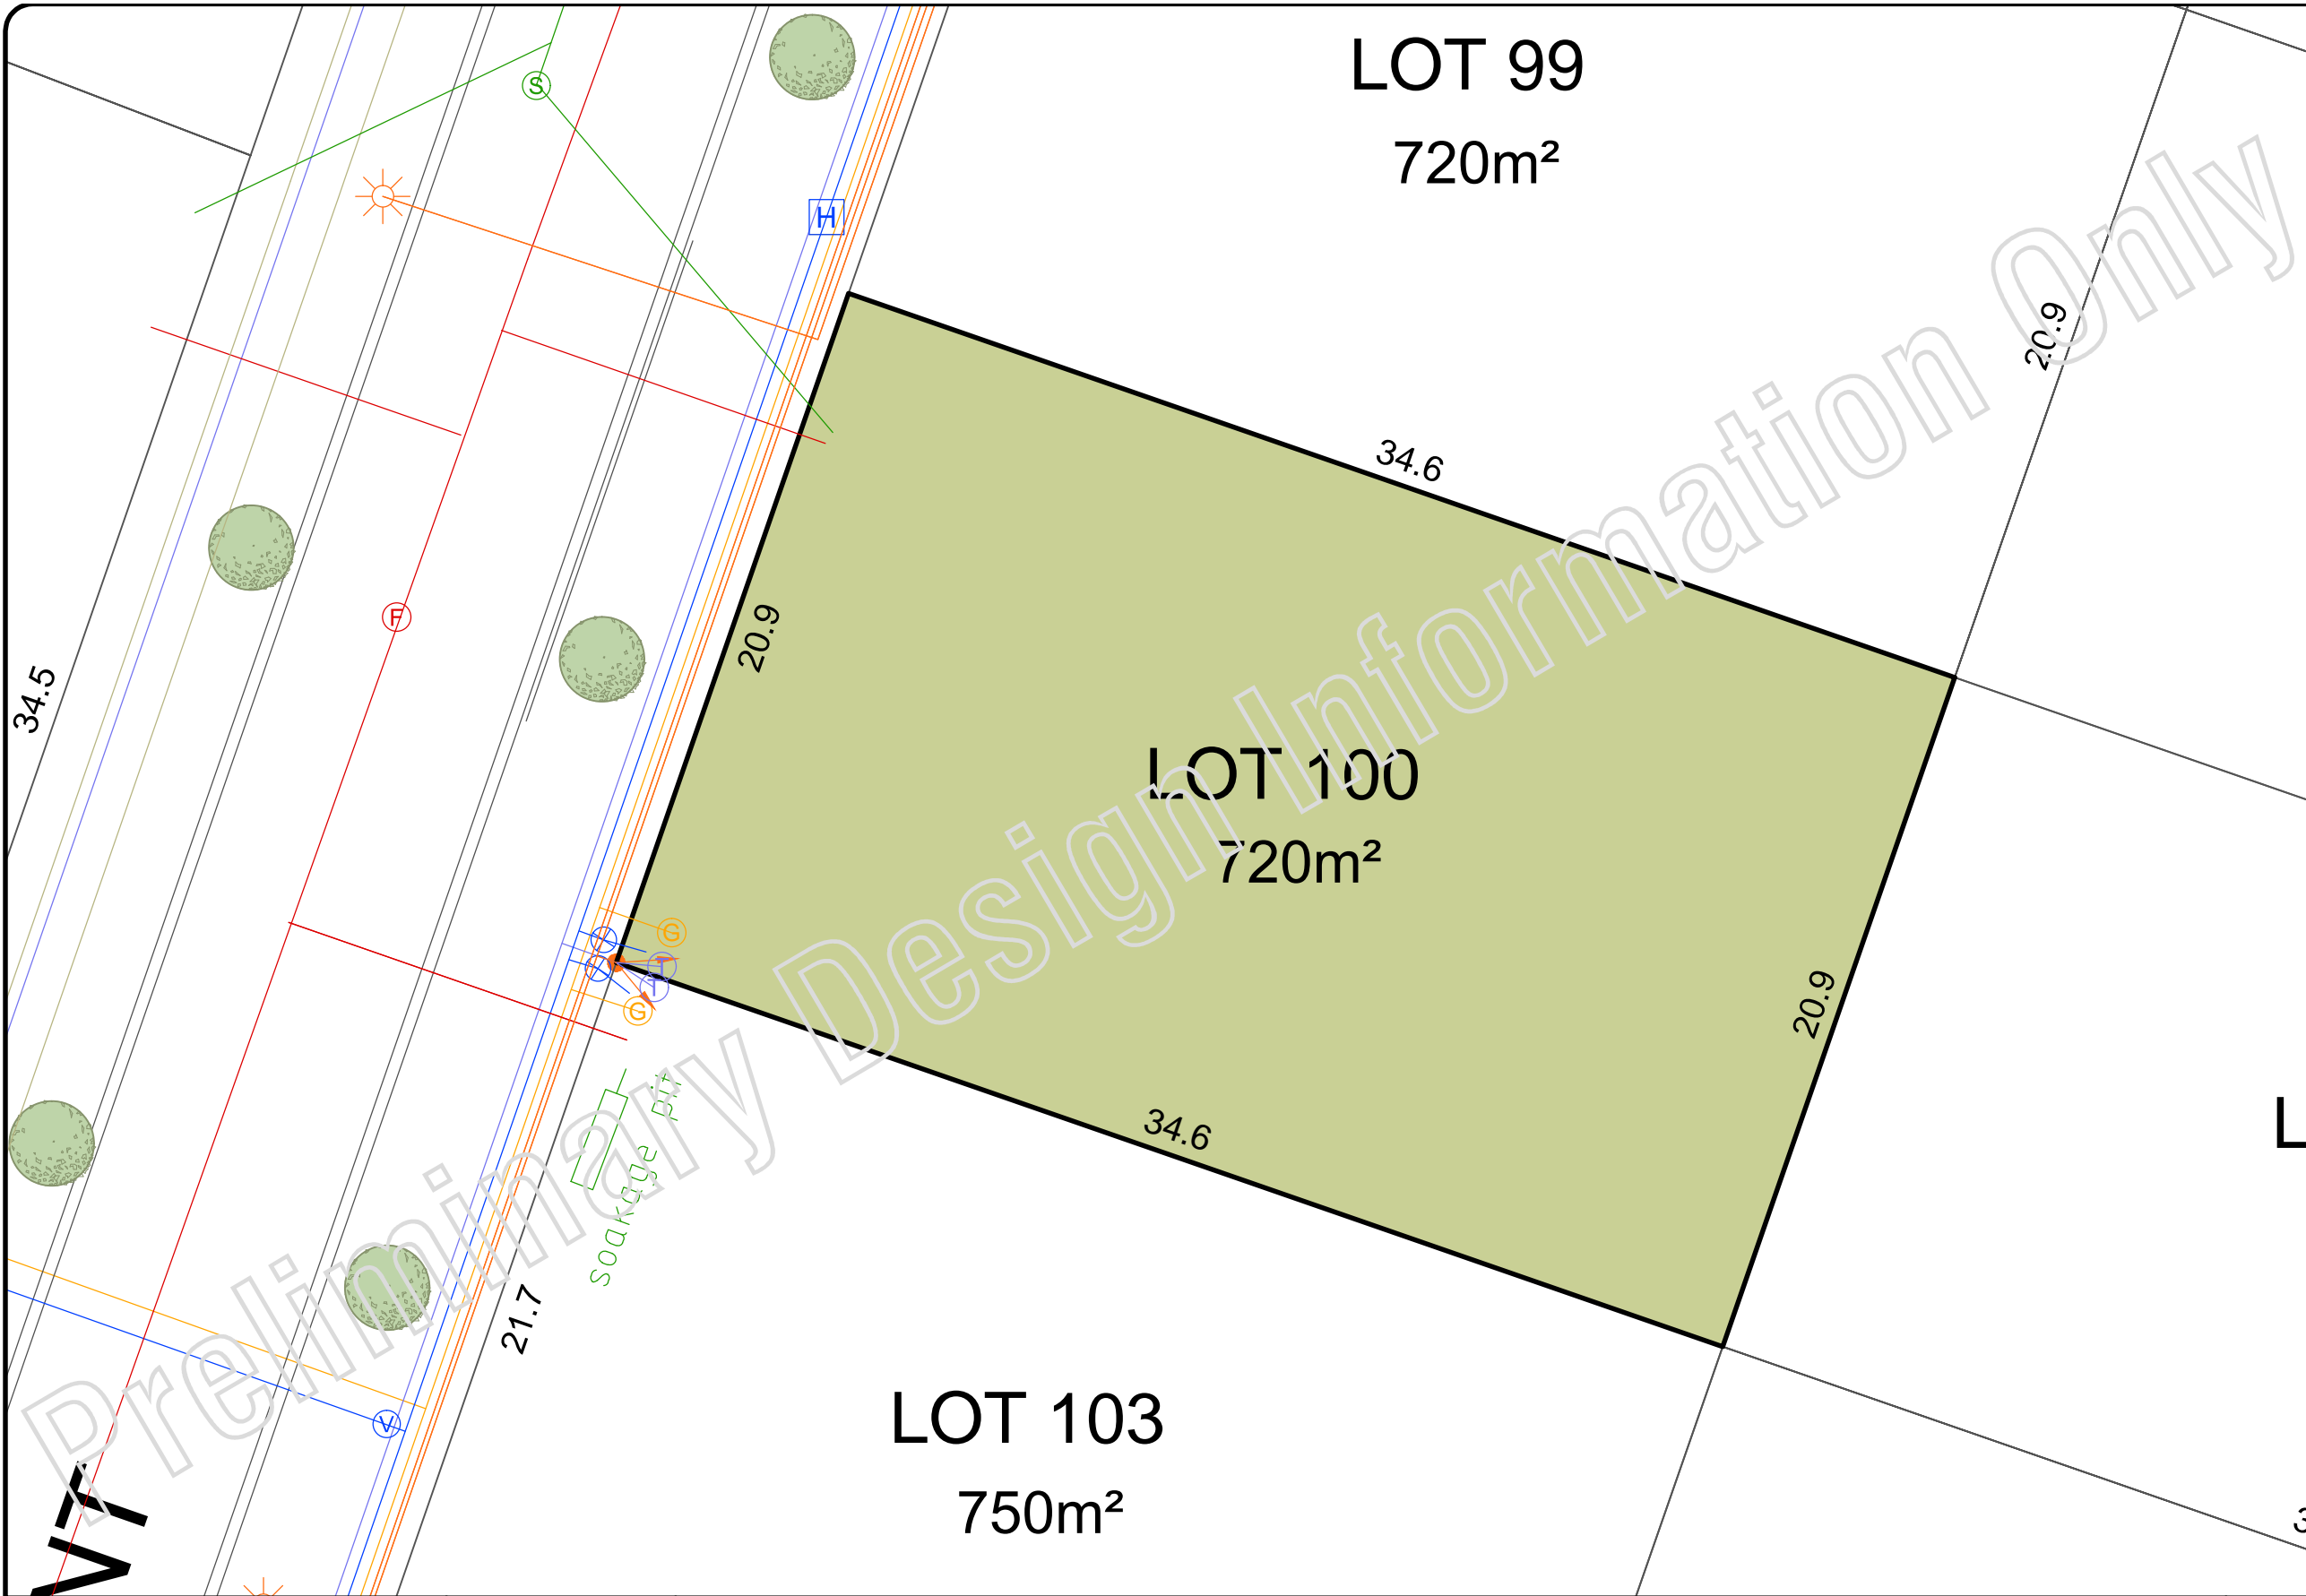 LOT 99
720m²
S
H
20.9
34.6
F
20.9
34.5
LOT 100
720m²
G
T
T
G
20.9
soakage pit
34.6
21.7
LOT 103
750m²
V
Preliminary Design Information Only